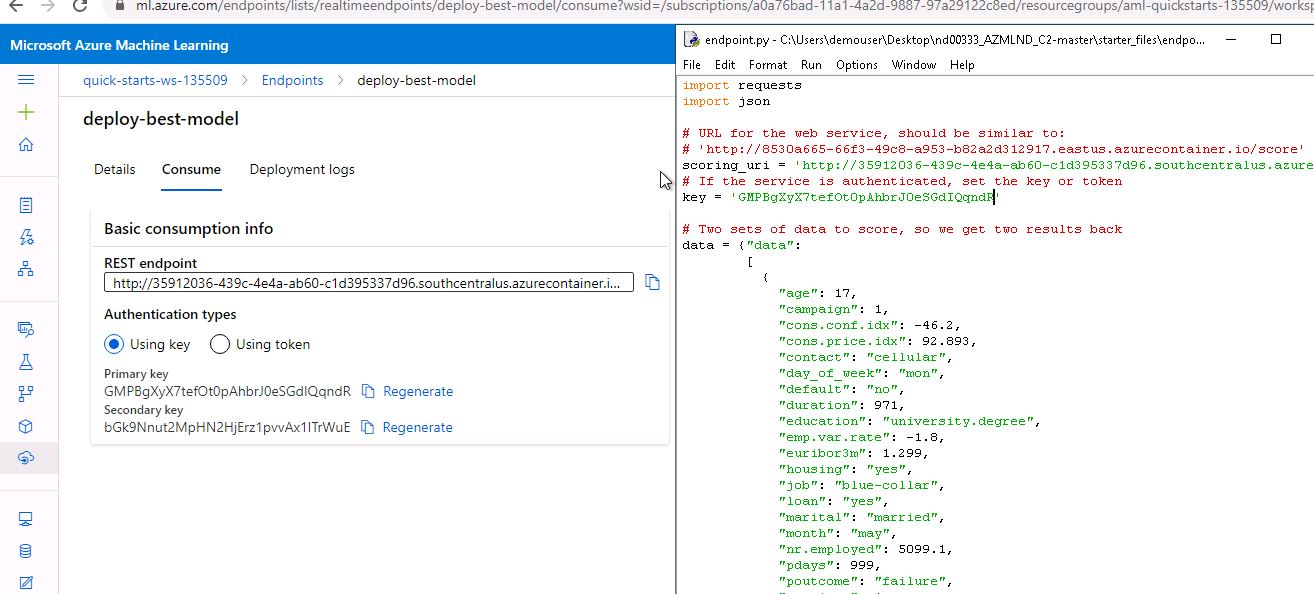 ml.azure.com/endpoints/lists/realtimeendpoints/deploy-best-model/consume?wsid=/subscriptions/a0a76bad-11a1-4a2d-9887-97a29122c8ed/resourcegroups/aml-quickstarts-135509/worksp
Microsoft Azure Machine Learning
quick-starts-ws-135509 > Endpoints > deploy-best-model
deploy-best-model
Details Consume Deployment logs
Basic consumption info
REST endpoint
http://35912036-439c-4e4a-ab60-c1d395337d96.southcentralus.azurecontainer.i...
Authentication types
Using key Using token
Primary key
GMPBgXyX7tefOt0pAhbrJ0eSGdIQqndR Regenerate
Secondary key
bGk9Nnut2MpHN2HjErz1pvvAx1ITrWuE Regenerate
endpoint.py - C:\Users\demouser\Desktop\nd00333_AZMLND_C2-master\starter_files\endpo...
File Edit Format Run Options Window Help
import requests
import json
# URL for the web service, should be similar to:
# 'http://8530a665-66f3-49c8-a953-b82a2d312917.eastus.azurecontainer.io/score'
scoring_uri = 'http://35912036-439c-4e4a-ab60-c1d395337d96.southcentralus.azure
# If the service is authenticated, set the key or token
key = 'GMPBgXyX7tefOt0pAhbrJ0eSGdIQqndR'
# Two sets of data to score, so we get two results back
data = {"data":
[
{
"age": 17,
"campaign": 1,
"cons.conf.idx": -46.2,
"cons.price.idx": 92.893,
"contact": "cellular",
"day_of_week": "mon",
"default": "no",
"duration": 971,
"education": "university.degree",
"emp.var.rate": -1.8,
"euribor3m": 1.299,
"housing": "yes",
"job": "blue-collar",
"loan": "yes",
"marital": "married",
"month": "may",
"nr.employed": 5099.1,
"pdays": 999,
"poutcome": "failure",